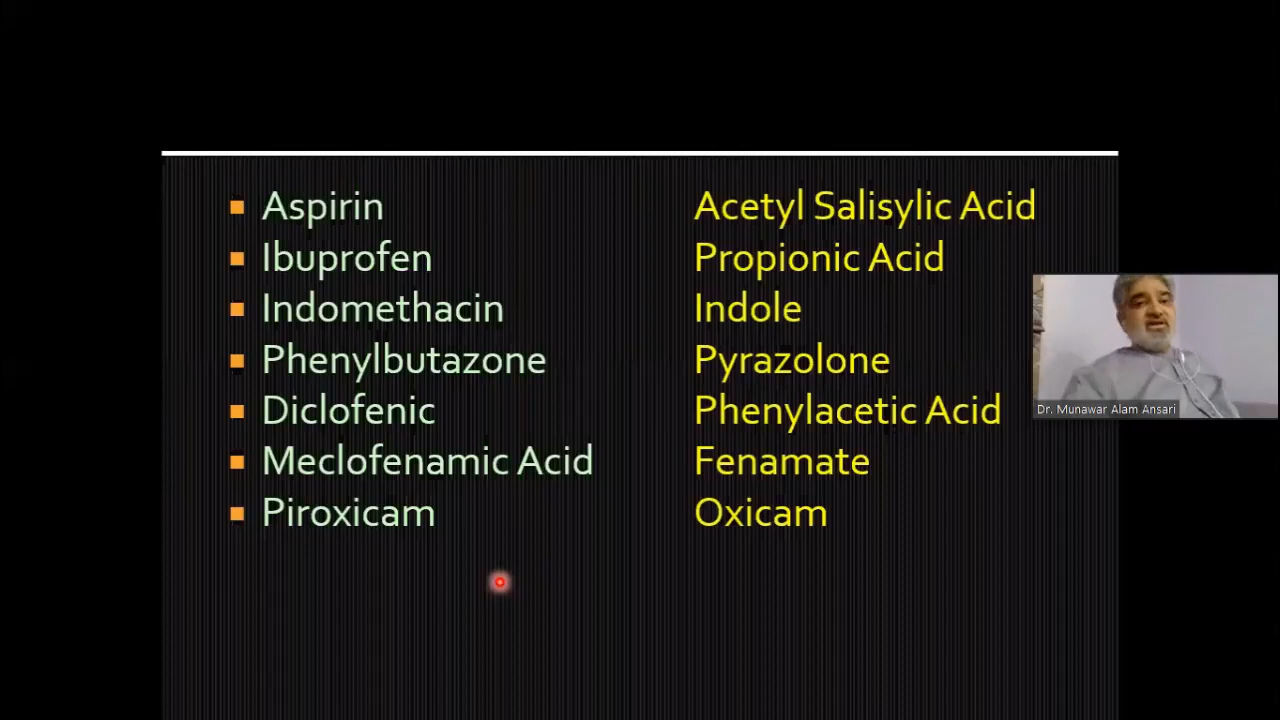 Aspirin Acetyl Salisylic Acid
Ibuprofen Propionic Acid
Indomethacin Indole
Phenylbutazone Pyrazolone
Diclofenic Phenylacetic Acid
Meclofenamic Acid Fenamate
Piroxicam Oxicam
Dr. Munawar Alam Ansari